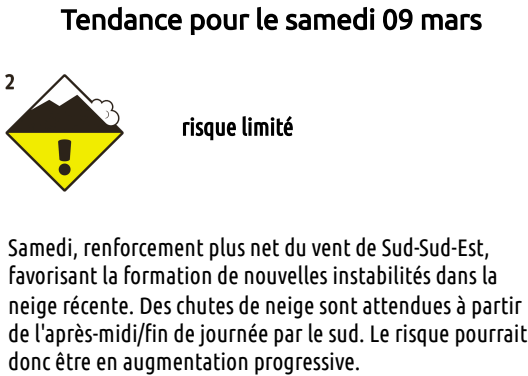 Tendance pour le samedi 09 mars
2
risque limité
Samedi, renforcement plus net du vent de Sud-Sud-Est,
favorisant la formation de nouvelles instabilités dans la
neige récente. Des chutes de neige sont attendues à partir
de l'après-midi/fin de journée par le sud. Le risque pourrait
donc être en augmentation progressive.